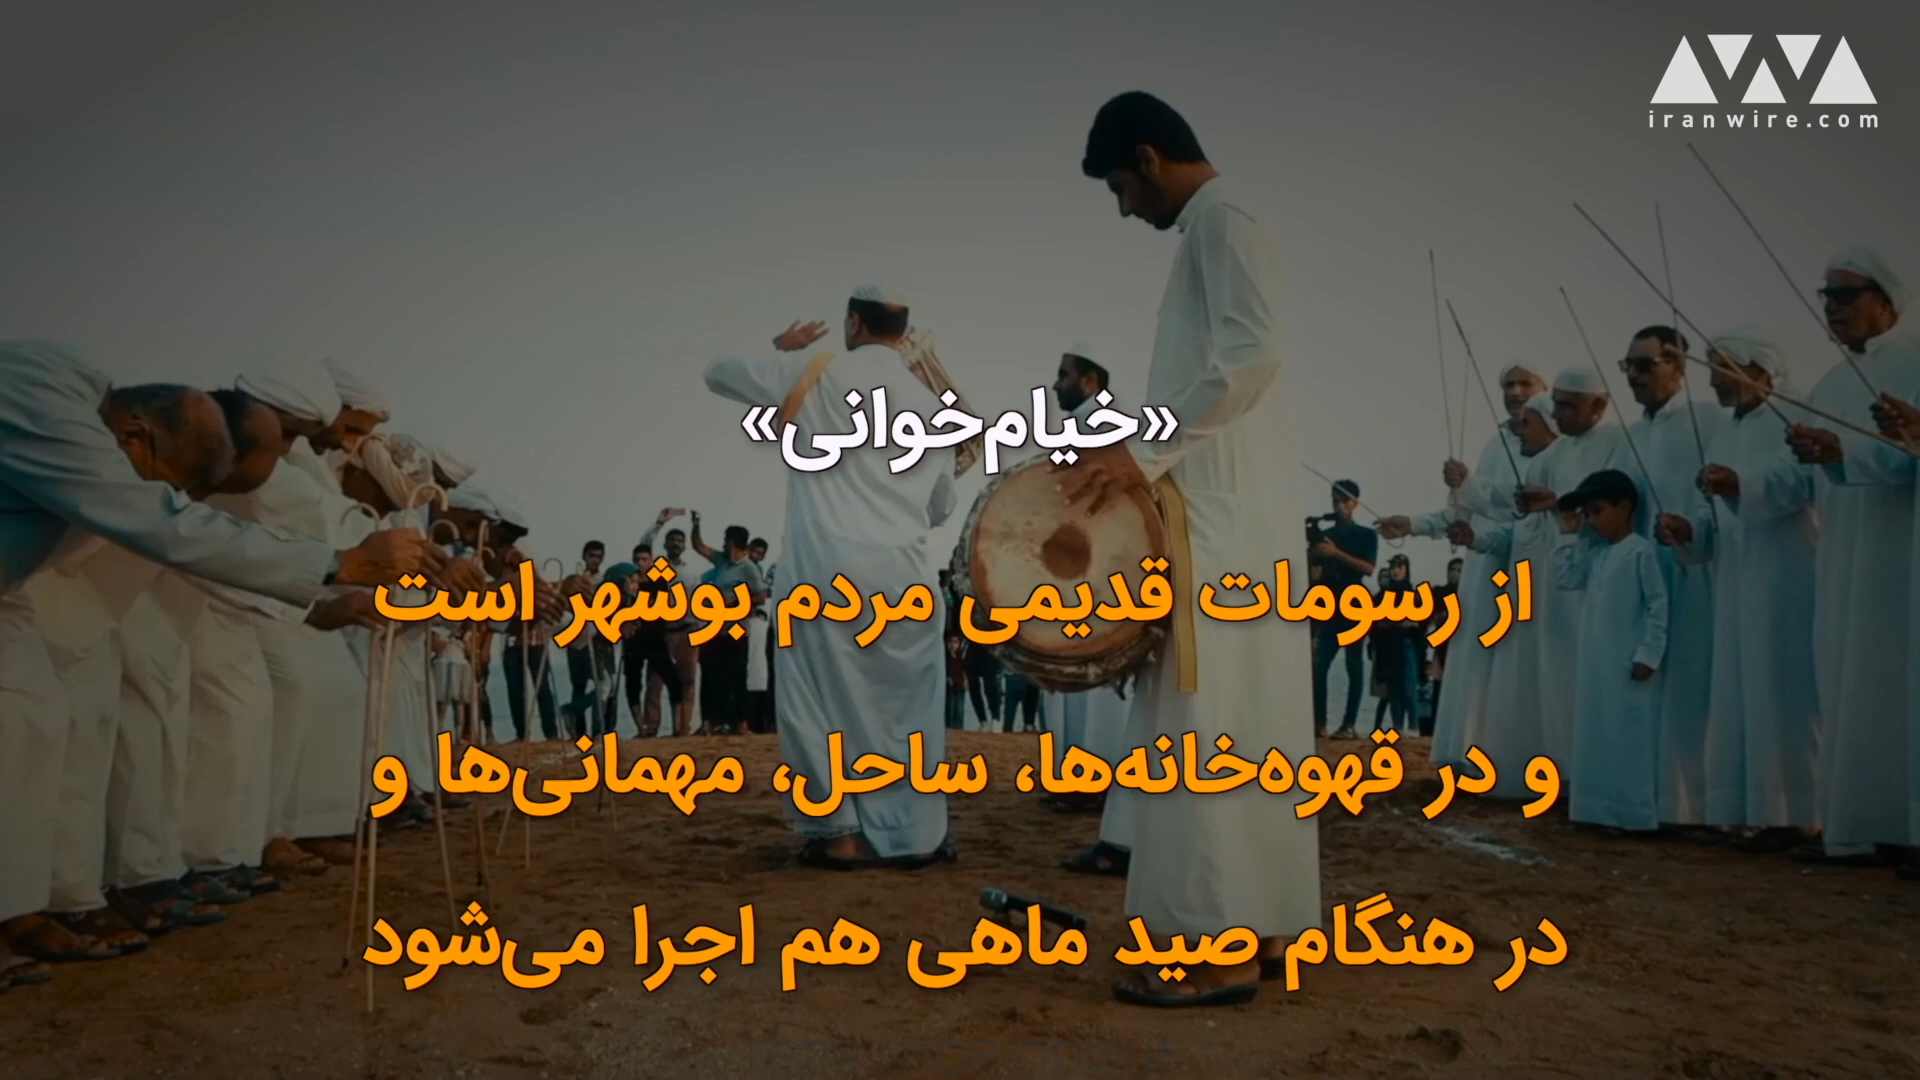 iranwire.com
«خیام‌خوانی»
از رسومات قدیمی مردم بوشهر است
و در قهوه‌خانه‌ها، ساحل، مهمانی‌ها و
در هنگام صید ماهی هم اجرا می‌شود